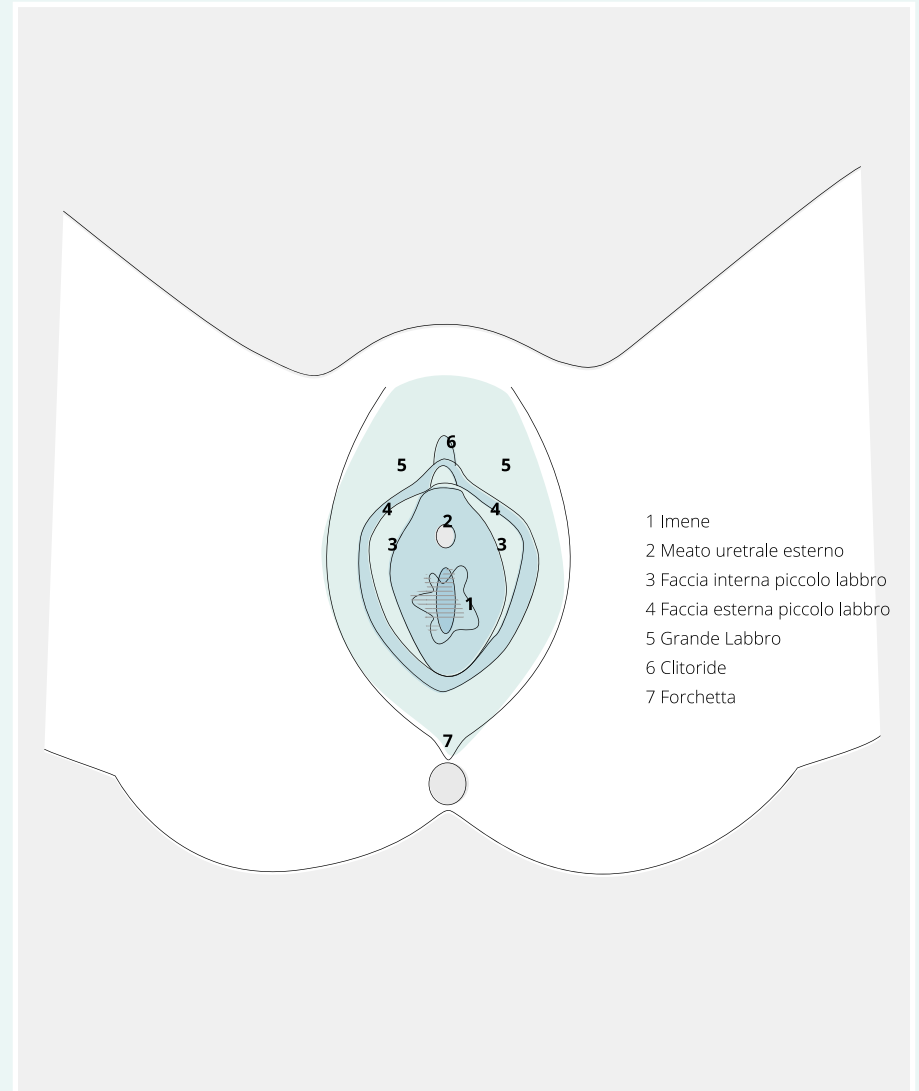 6
5 5
4 4
2
3 3
1
7
1 Imene
2 Meato uretrale esterno
3 Faccia interna piccolo labbro
4 Faccia esterna piccolo labbro
5 Grande Labbro
6 Clitoride
7 Forchetta